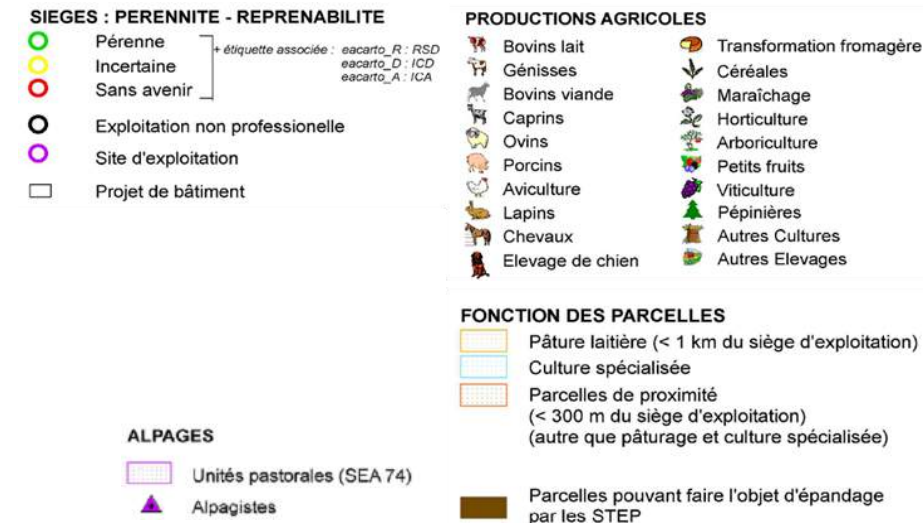 SIEGES : PERENNITE - REPRENABILITE
Pérenne
Incertaine
Sans avenir
+ étiquette associée : eacarto_R : RSD
eacarto_D : ICD
eacarto_A : ICA
Exploitation non professionelle
Site d'exploitation
Projet de bâtiment
PRODUCTIONS AGRICOLES
Bovins lait
Génisses
Bovins viande
Caprins
Ovins
Porcins
Aviculture
Lapins
Chevaux
Elevage de chien
Transformation fromagère
Céréales
Maraîchage
Horticulture
Arboriculture
Petits fruits
Viticulture
Pépinières
Autres Cultures
Autres Elevages
FONCTION DES PARCELLES
Pâture laitière (< 1 km du siège d'exploitation)
Culture spécialisée
Parcelles de proximité
(< 300 m du siège d'exploitation)
(autre que pâturage et culture spécialisée)
Parcelles pouvant faire l'objet d'épandage
par les STEP
ALPAGES
Unités pastorales (SEA 74)
Alpagistes